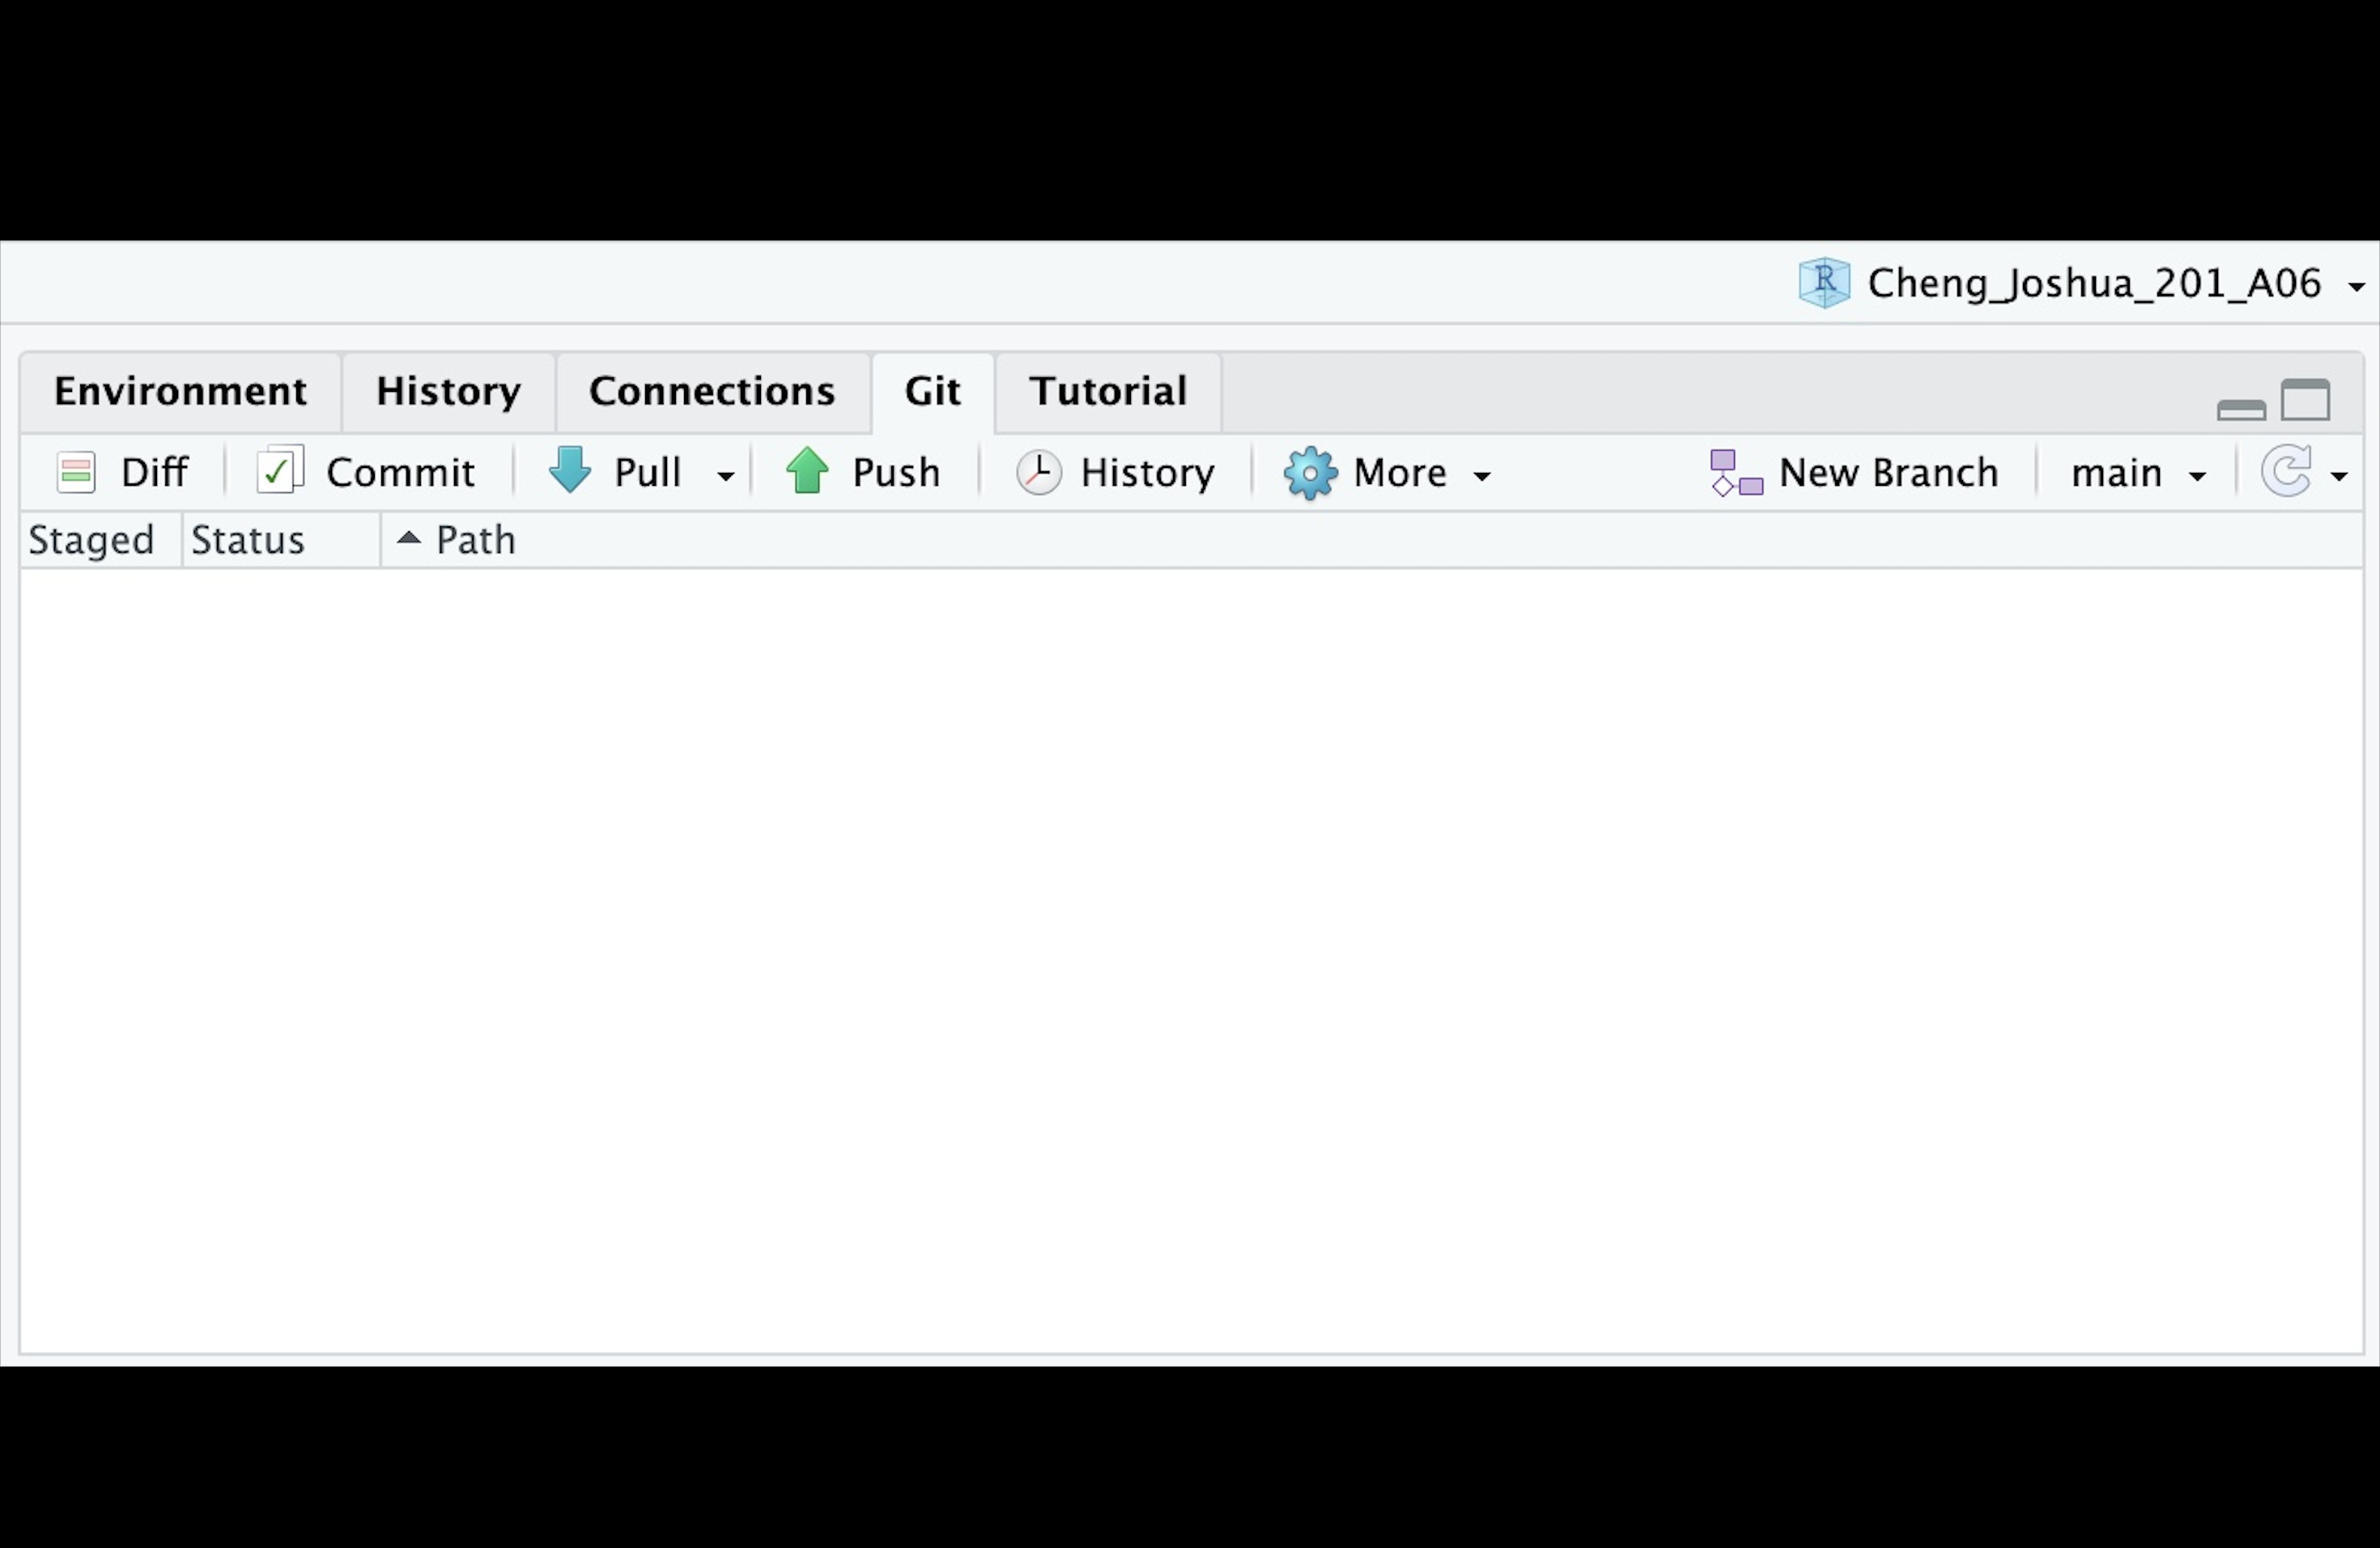 R Cheng_Joshua_201_A06
Environment History Connections Git Tutorial
Diff Commit Pull Push History More New Branch main
Staged Status Path